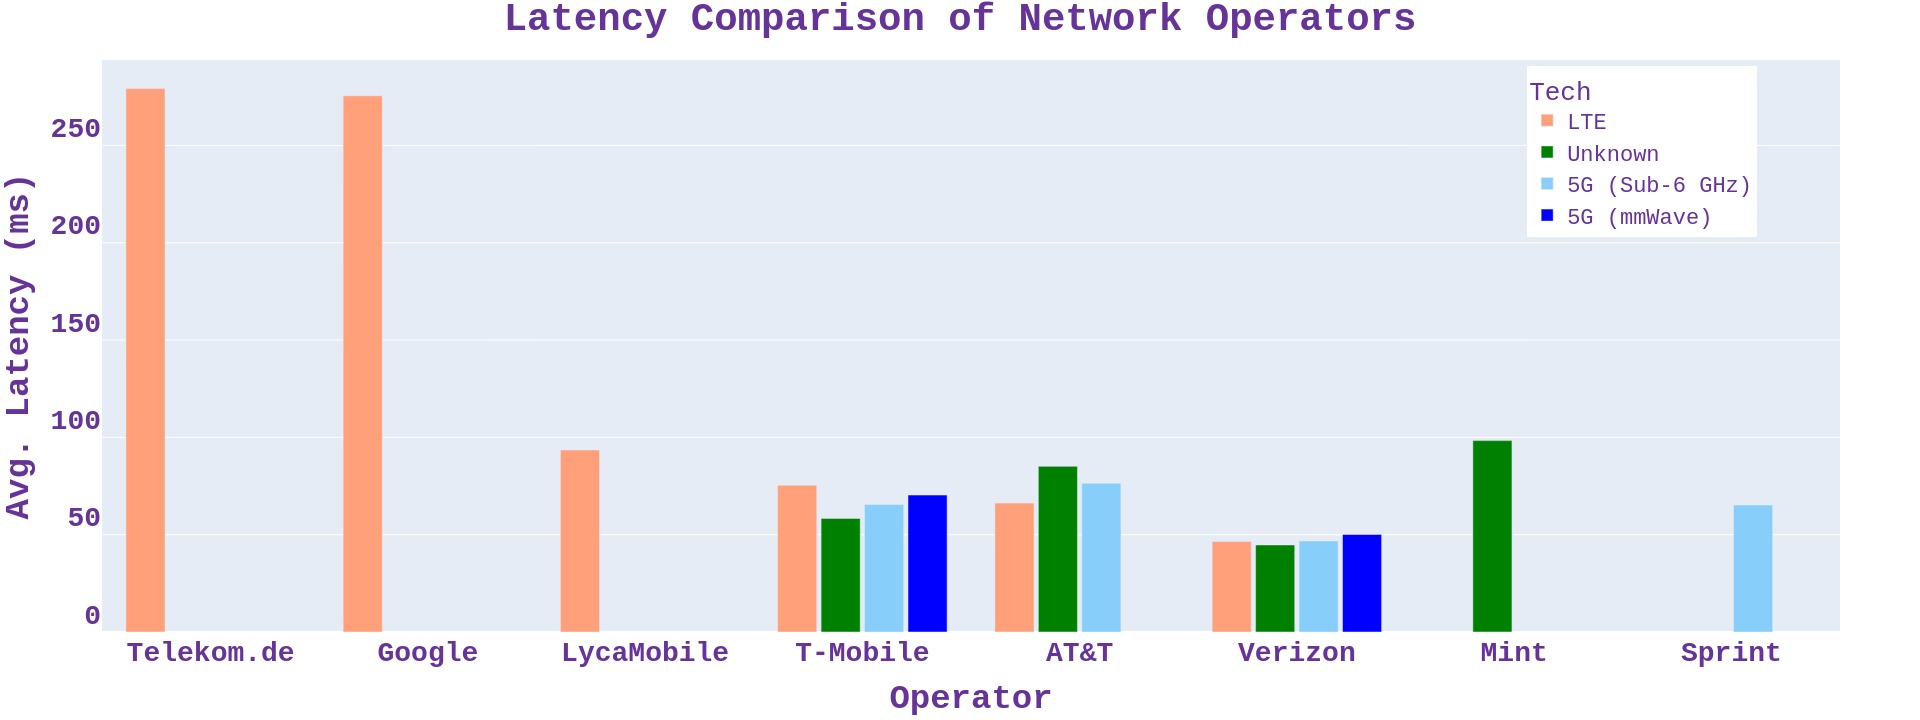 Latency Comparison of Network Operators
Tech
LTE
Unknown
5G (Sub-6 GHz)
5G (mmWave)
Avg. Latency (ms)
250
200
150
100
50
0
Telekom.de Google LycaMobile T-Mobile AT&T Verizon Mint Sprint
Operator